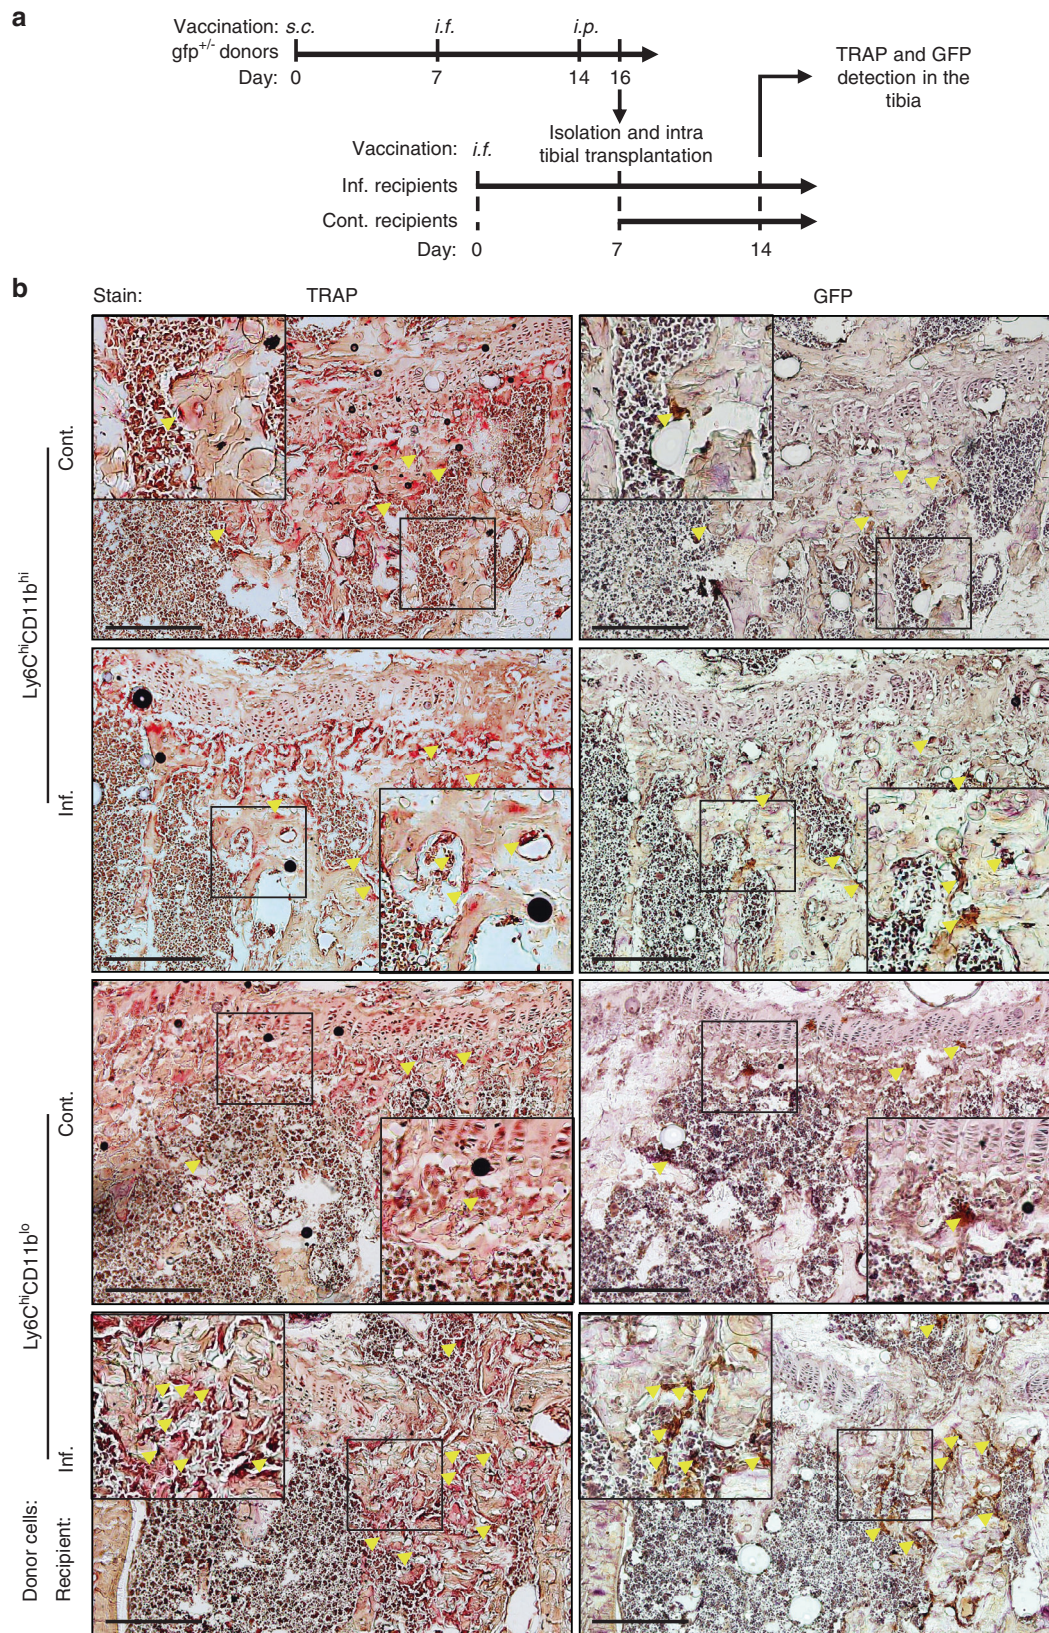 a
Vaccination: s.c. i.f. i.p.
gfp+/- donors
Day: 0 7 14 16
TRAP and GFP
detection in the
tibia
Isolation and intra
tibial transplantation
Vaccination: i.f.
Inf. recipients
Cont. recipients
Day: 0 7 14
b
Stain: TRAP GFP
Ly6ChiCD11bhi
Cont.
Inf.
Ly6ChiCD11blo
Cont.
Inf.
Donor cells:
Recipient: